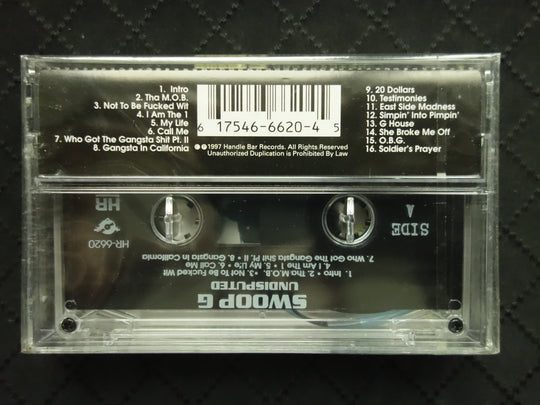 1. Intro
2. Tha M.O.B.
3. Not To Be Fucked Wit
4. I Am The 1
5. My Life
6. Call Me
7. Who Got The Gangsta Shit Pt. II
8. Gangsta In California
9. 20 Dollars
10. Testimonies
11. East Side Madness
12. Simpin' Into Pimpin'
13. G House
14. She Broke Me Off
15. O.B.G.
16. Soldier's Prayer
6 17546-6620-4 5
℗©1997 Handle Bar Records. All Rights Reserved
Unauthorized Duplication is Prohibited By Law
SWOOP G
UNDISPUTED
1. Intro • 2. Tha M.O.B. • 3. Not To Be Fucked Wit
4. I Am The 1 • 5. My Life • 6. Call Me
7. Who Got The Gangsta Shit Pt. II • 8. Gangsta In California
SIDE
A
HR
HR-6620